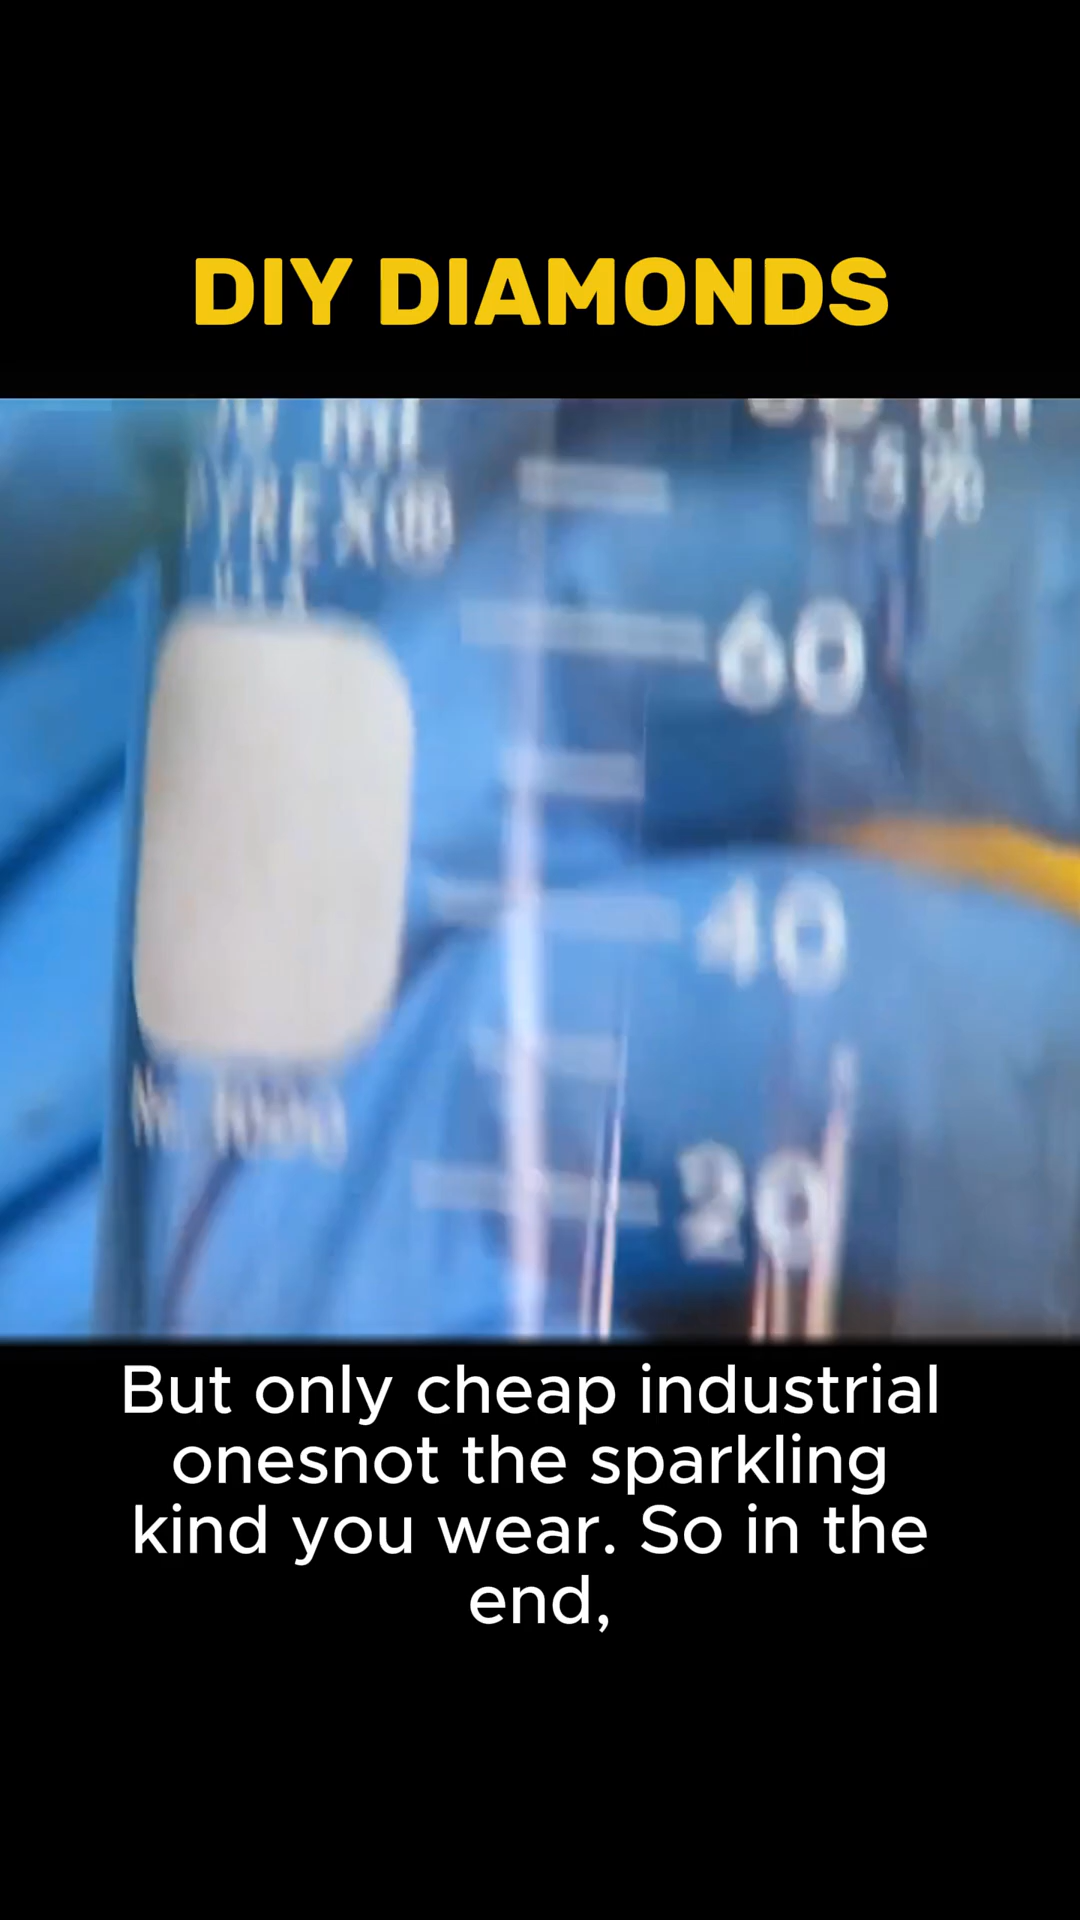 DIY DIAMONDS
PYREX®
60
40
20
But only cheap industrial
onesnot the sparkling
kind you wear. So in the
end,